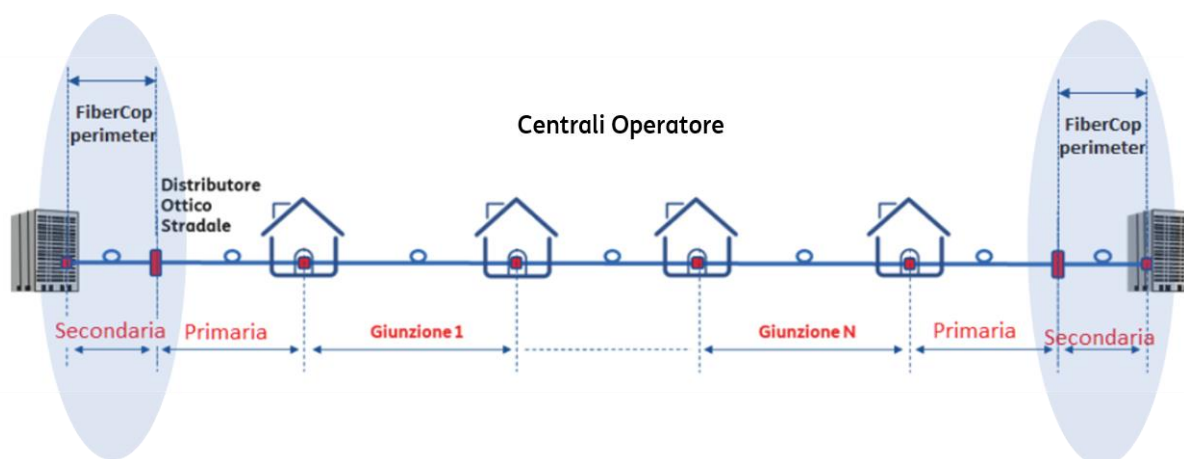 FiberCop
perimeter
Centrali Operatore
FiberCop
perimeter
Distributore
Ottico
Stradale
Secondaria
Primaria
Giunzione 1
Giunzione N
Primaria
Secondaria